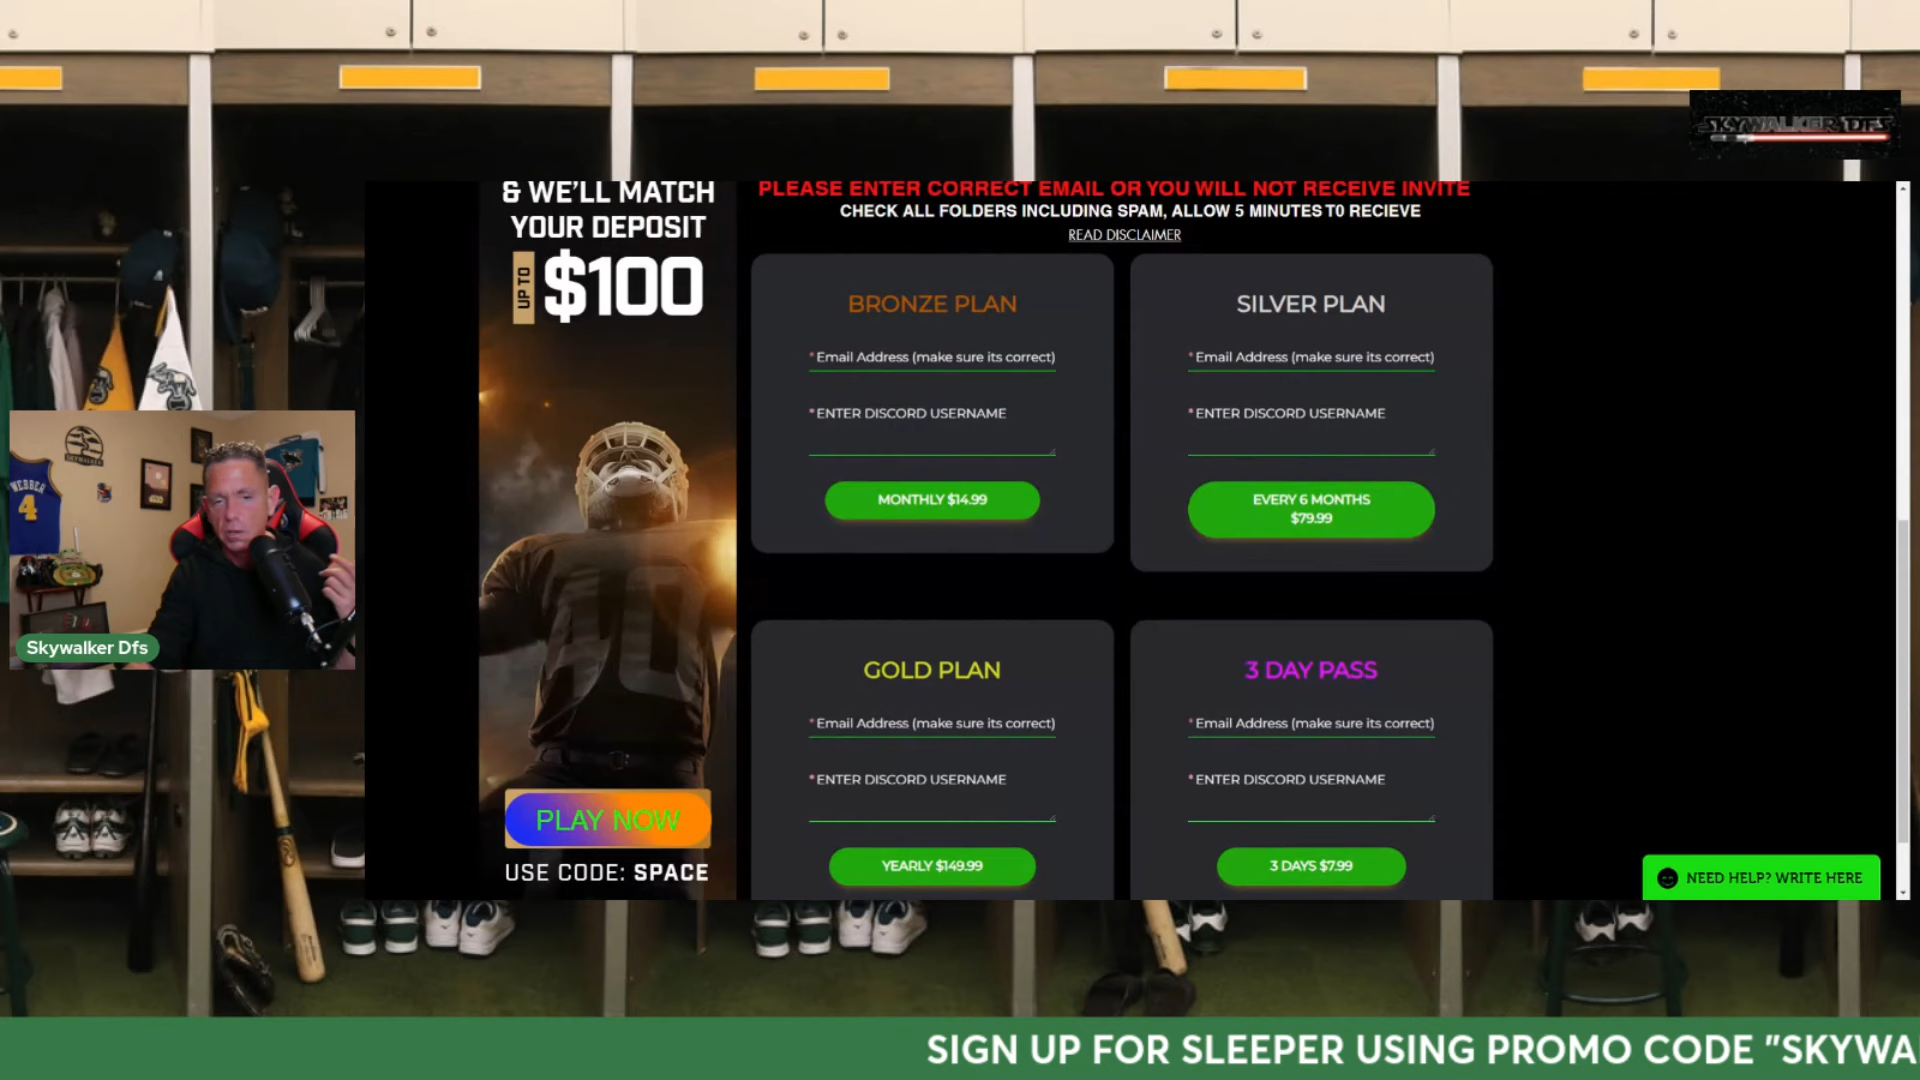 SKYWALKER DFS
& WE'LL MATCH
YOUR DEPOSIT
UP TO
$100
PLAY NOW
USE CODE: SPACE
PLEASE ENTER CORRECT EMAIL OR YOU WILL NOT RECEIVE INVITE
CHECK ALL FOLDERS INCLUDING SPAM, ALLOW 5 MINUTES T0 RECIEVE
READ DISCLAIMER
BRONZE PLAN
*Email Address (make sure its correct)
*ENTER DISCORD USERNAME
MONTHLY $14.99
SILVER PLAN
*Email Address (make sure its correct)
*ENTER DISCORD USERNAME
EVERY 6 MONTHS
$79.99
GOLD PLAN
*Email Address (make sure its correct)
*ENTER DISCORD USERNAME
YEARLY $149.99
3 DAY PASS
*Email Address (make sure its correct)
*ENTER DISCORD USERNAME
3 DAYS $7.99
NEED HELP? WRITE HERE
WEBBER
4
Skywalker Dfs
SIGN UP FOR SLEEPER USING PROMO CODE "SKYWA